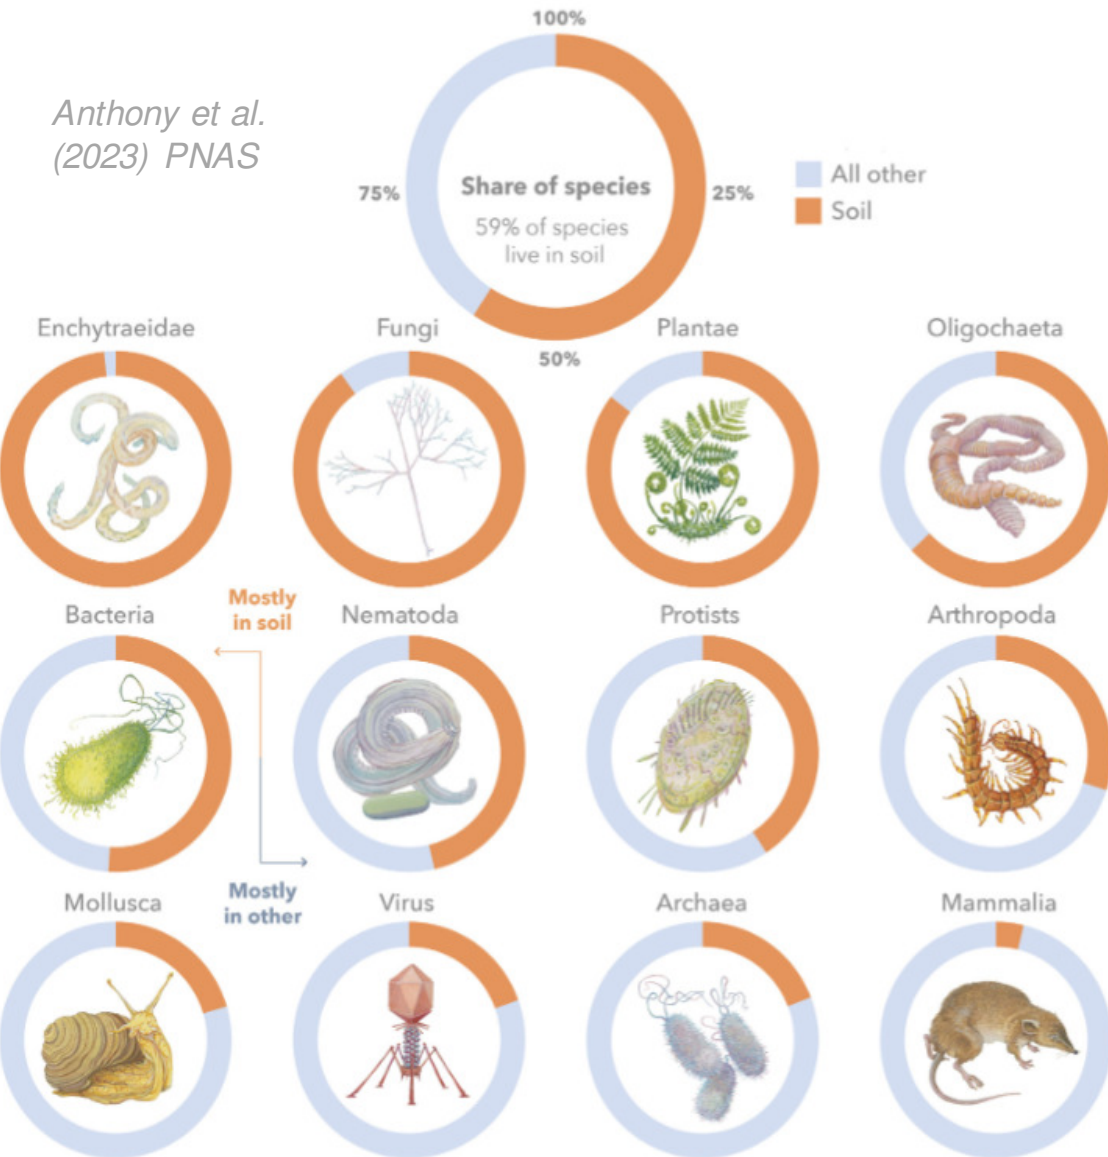 100%
Anthony et al.
(2023) PNAS
75%
Share of species
59% of species
live in soil
25%
All other
Soil
50%
Enchytraeidae
Fungi
Plantae
Oligochaeta
Mostly
in soil
Bacteria
Nematoda
Protists
Arthropoda
Mostly
in other
Mollusca
Virus
Archaea
Mammalia